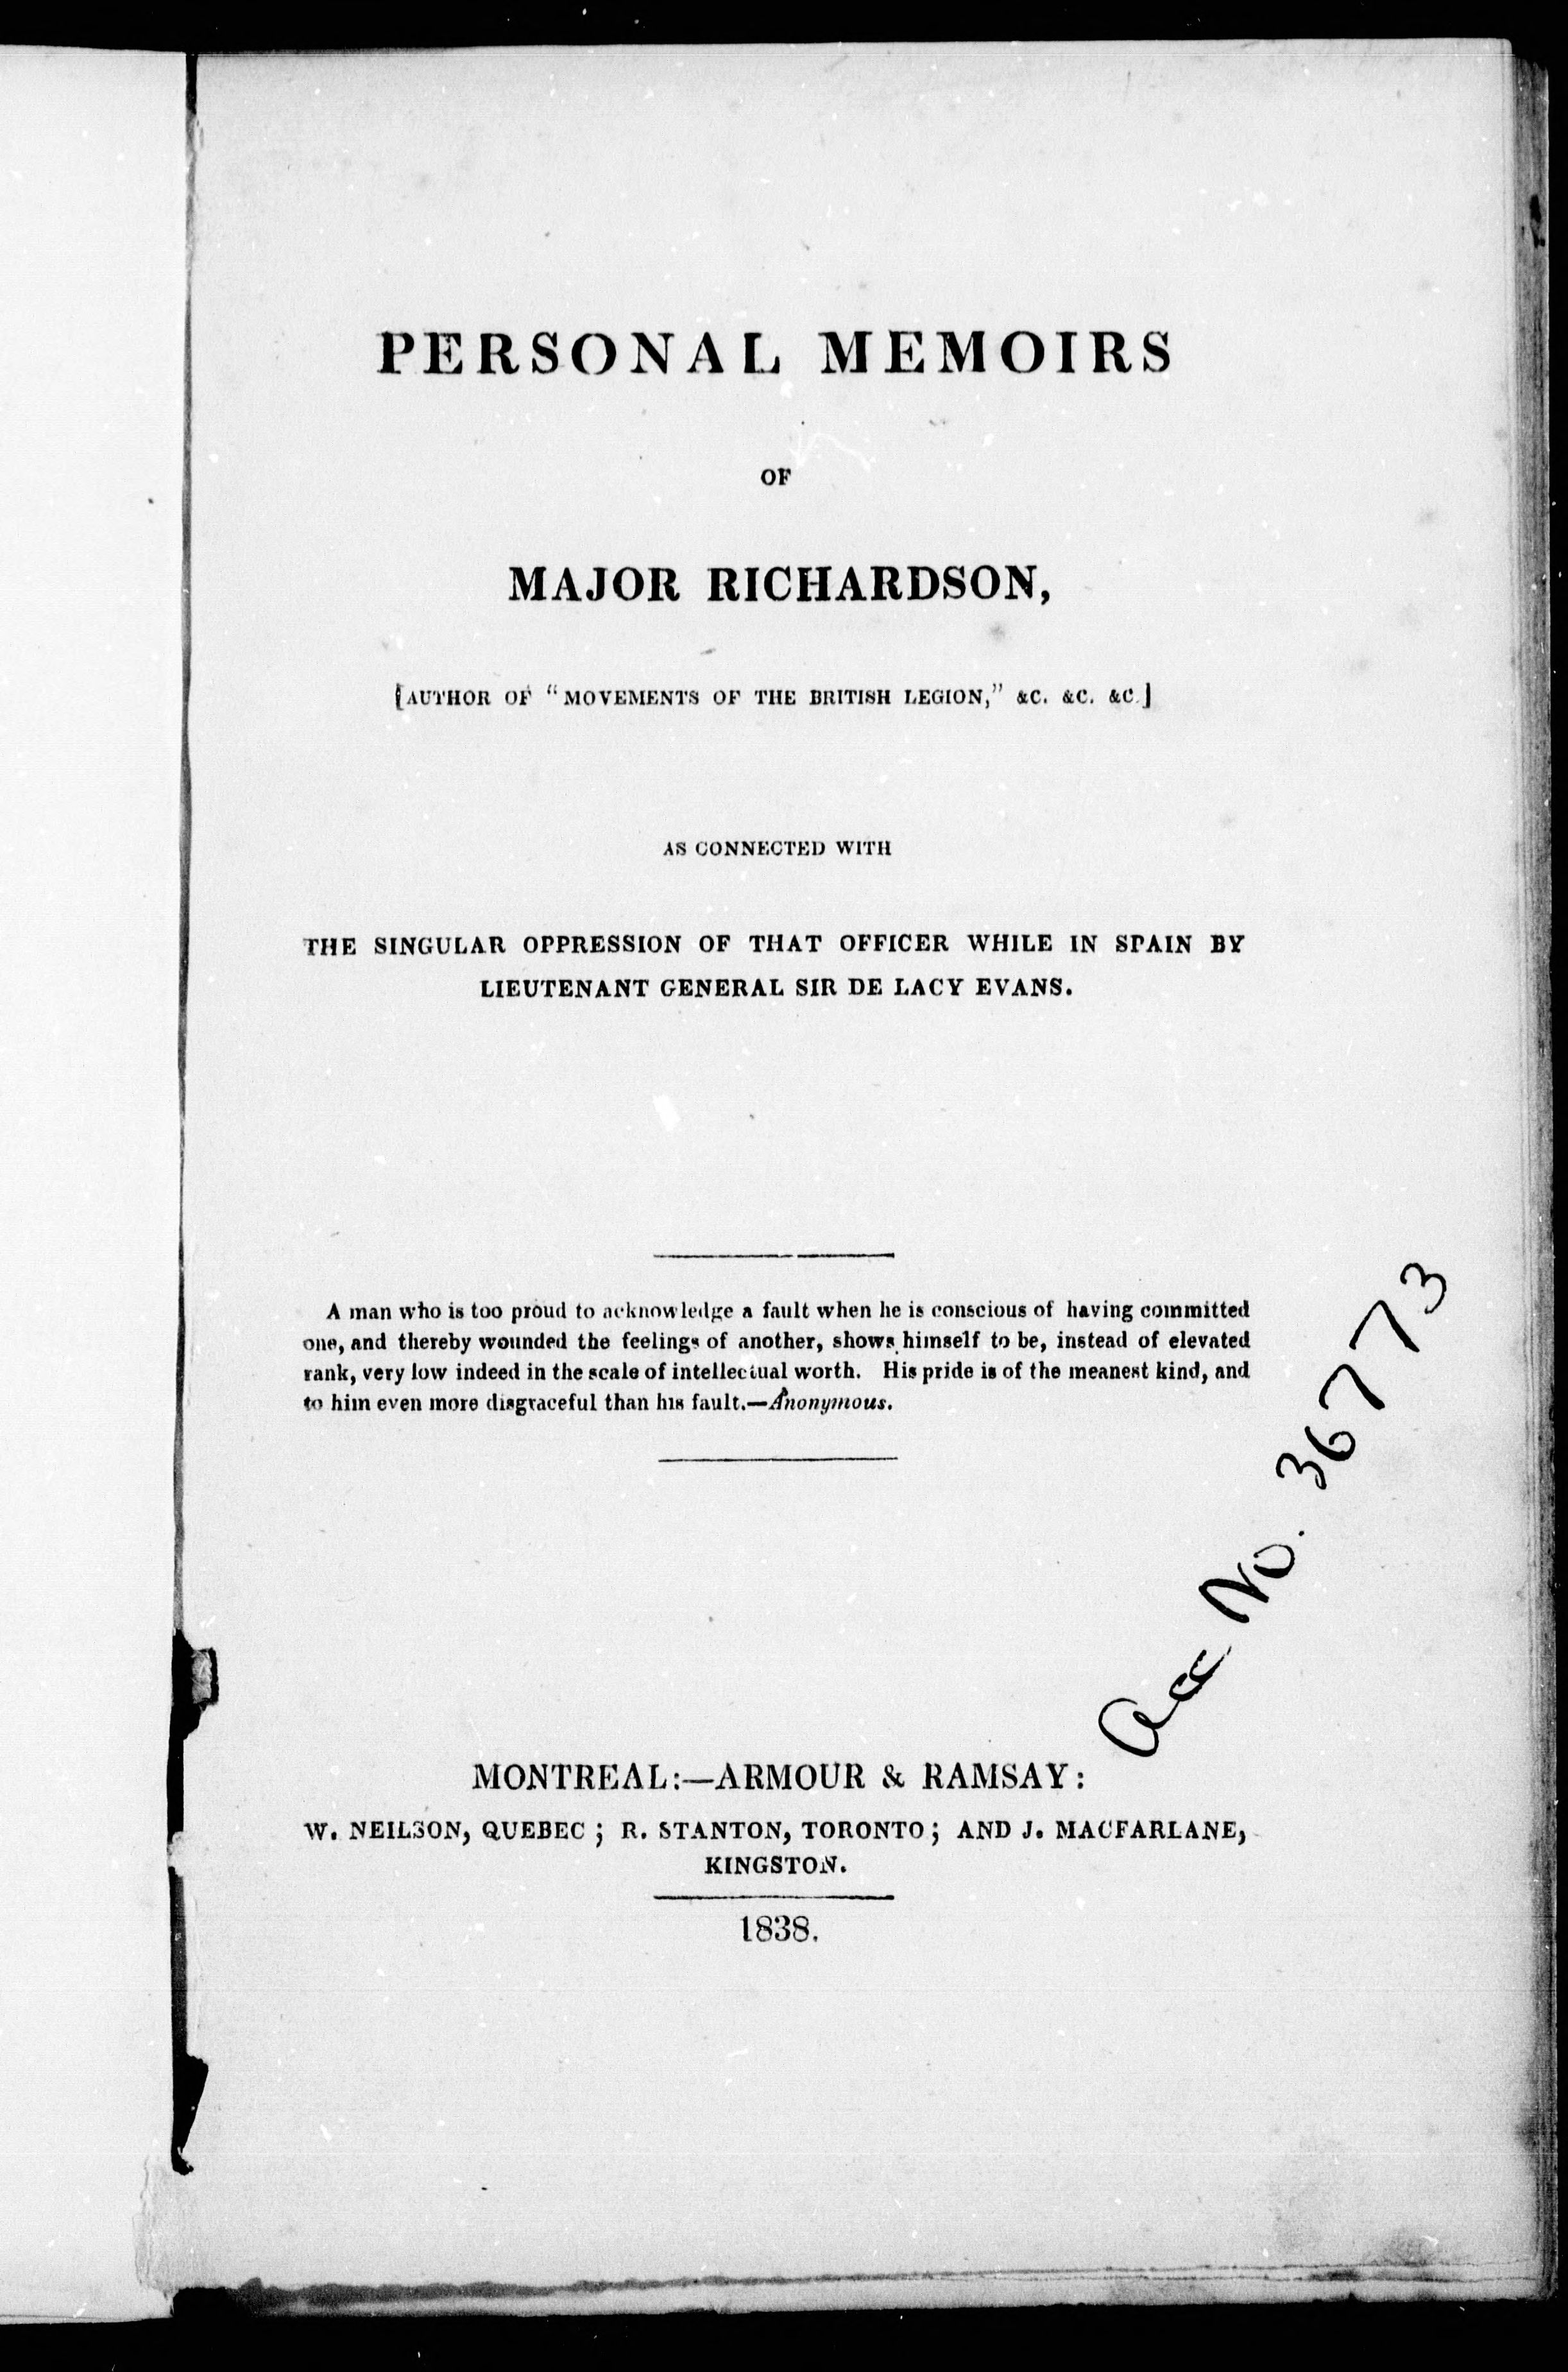 PERSONAL MEMOIRS
OF
MAJOR RICHARDSON,
[AUTHOR OF "MOVEMENTS OF THE BRITISH LEGION," &C. &C. &C.]
AS CONNECTED WITH
THE SINGULAR OPPRESSION OF THAT OFFICER WHILE IN SPAIN BY
LIEUTENANT GENERAL SIR DE LACY EVANS.
A man who is too proud to acknowledge a fault when he is conscious of having committed
one, and thereby wounded the feelings of another, shows himself to be, instead of elevated
rank, very low indeed in the scale of intellectual worth. His pride is of the meanest kind, and
to him even more disgraceful than his fault.—Anonymous.
Acc No. 36773
MONTREAL:—ARMOUR & RAMSAY:
W. NEILSON, QUEBEC; R. STANTON, TORONTO; AND J. MACFARLANE,
KINGSTON.
1838.